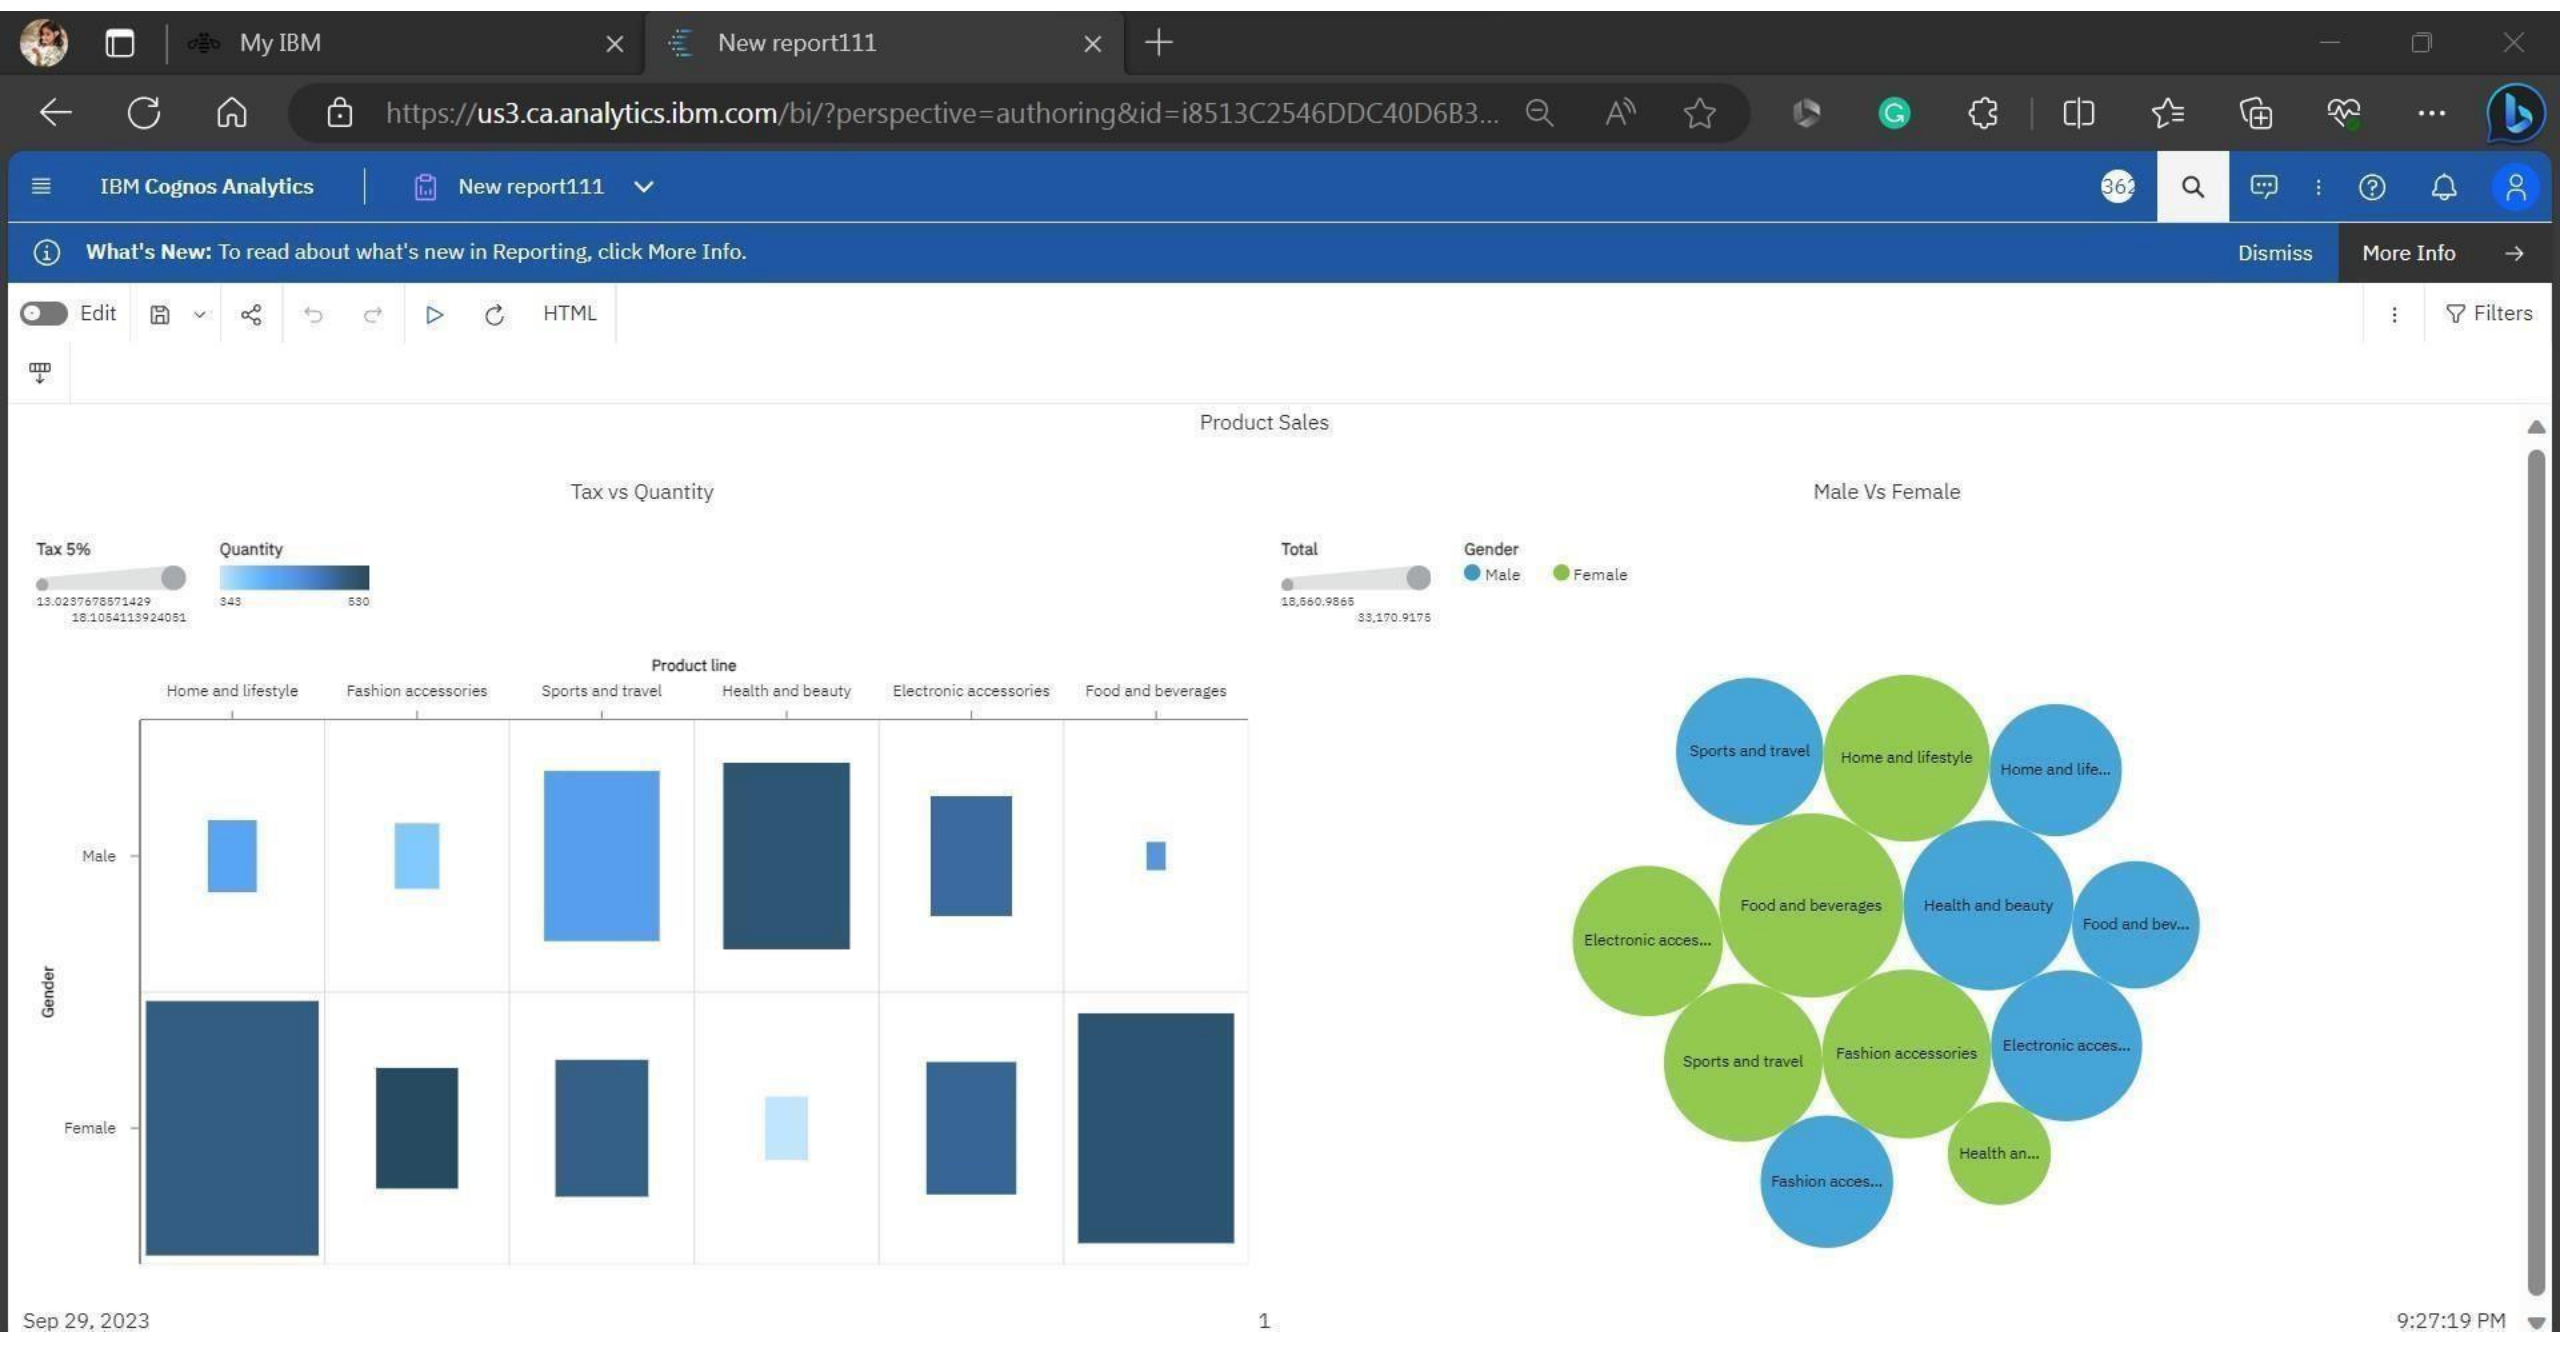 My IBM
New report111
https://us3.ca.analytics.ibm.com/bi/?perspective=authoring&id=i8513C2546DDC40D6B3...
IBM Cognos Analytics
New report111
362
What's New: To read about what's new in Reporting, click More Info.
Dismiss
More Info
Edit
HTML
Filters
Product Sales
Tax vs Quantity
Male Vs Female
Tax 5%
Quantity
13.0237678571429
18.1054113924051
343
530
Total
Gender
Male
Female
18,560.9865
33,170.9175
Product line
Home and lifestyle
Fashion accessories
Sports and travel
Health and beauty
Electronic accessories
Food and beverages
Gender
Male
Female
Sports and travel
Home and lifestyle
Home and life...
Food and beverages
Health and beauty
Food and bev...
Electronic acces...
Sports and travel
Fashion accessories
Electronic acces...
Health an...
Fashion acces...
Sep 29, 2023
1
9:27:19 PM